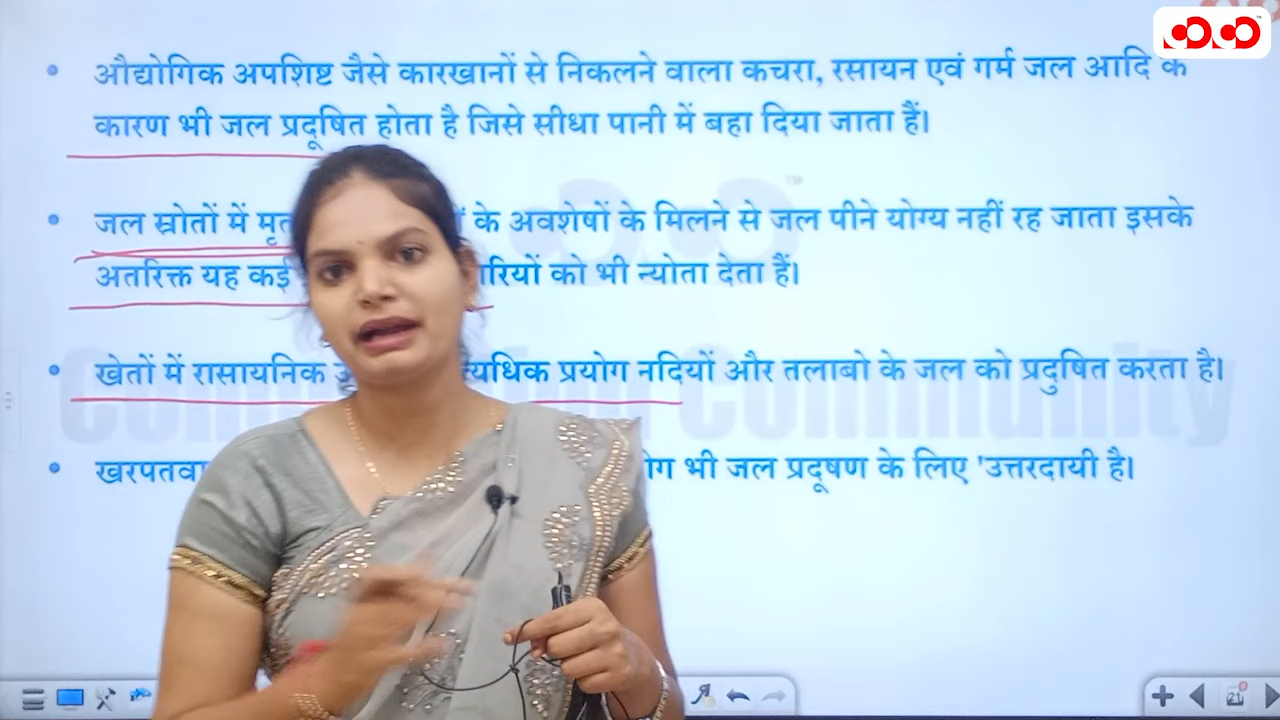 • औद्योगिक अपशिष्ट जैसे कारखानों से निकलने वाला कचरा, रसायन एवं गर्म जल आदि के
कारण भी जल प्रदूषित होता है जिसे सीधा पानी में बहा दिया जाता हैं।
• जल स्रोतों में के अवशेषों के मिलने से जल पीने योग्य नहीं रह जाता इसके
अतरिक्त यह कई को भी न्योता देता हैं।
• खेतों में रासायनिक प्रयोग नदियों और तलाबो के जल को प्रदुषित करता है।
• भी जल प्रदूषण के लिए 'उत्तरदायी है।
Community
21